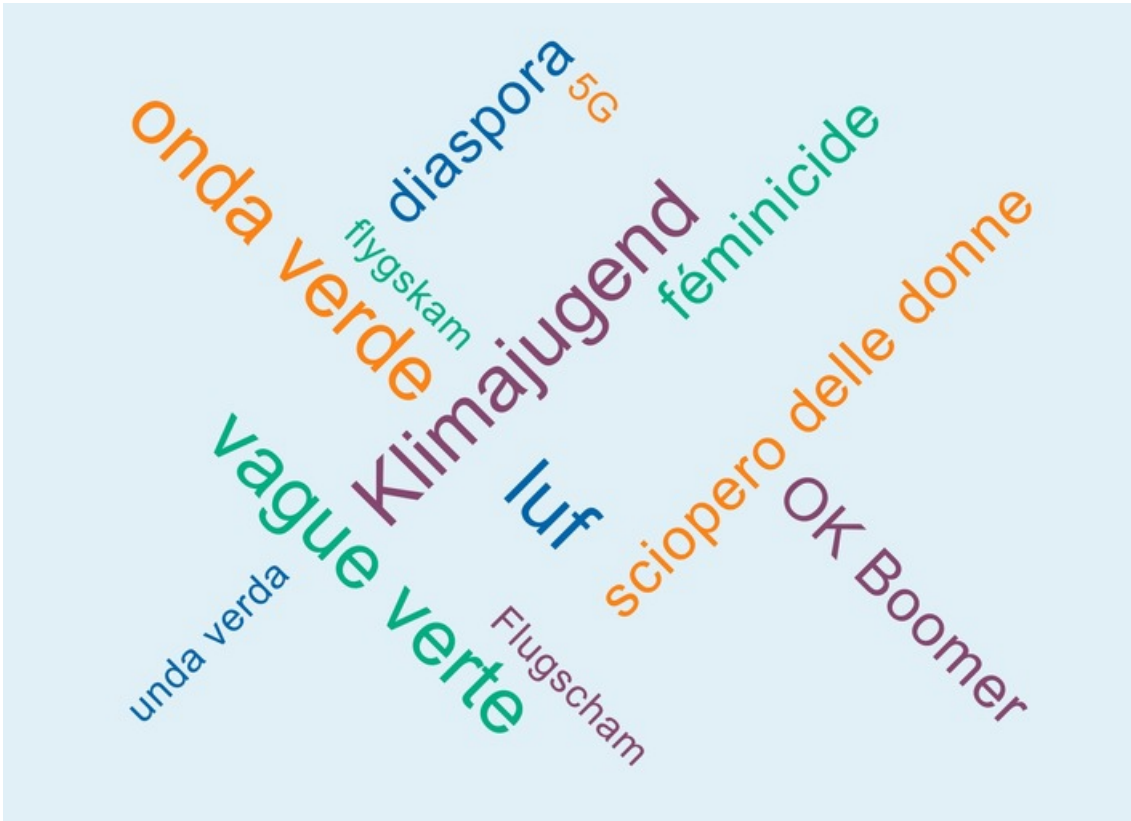 diaspora
5G
onda verde
féminicide
flygskam
Klimajugend
sciopero delle donne
vague verte
luf
OK Boomer
unda verda
Flugscham